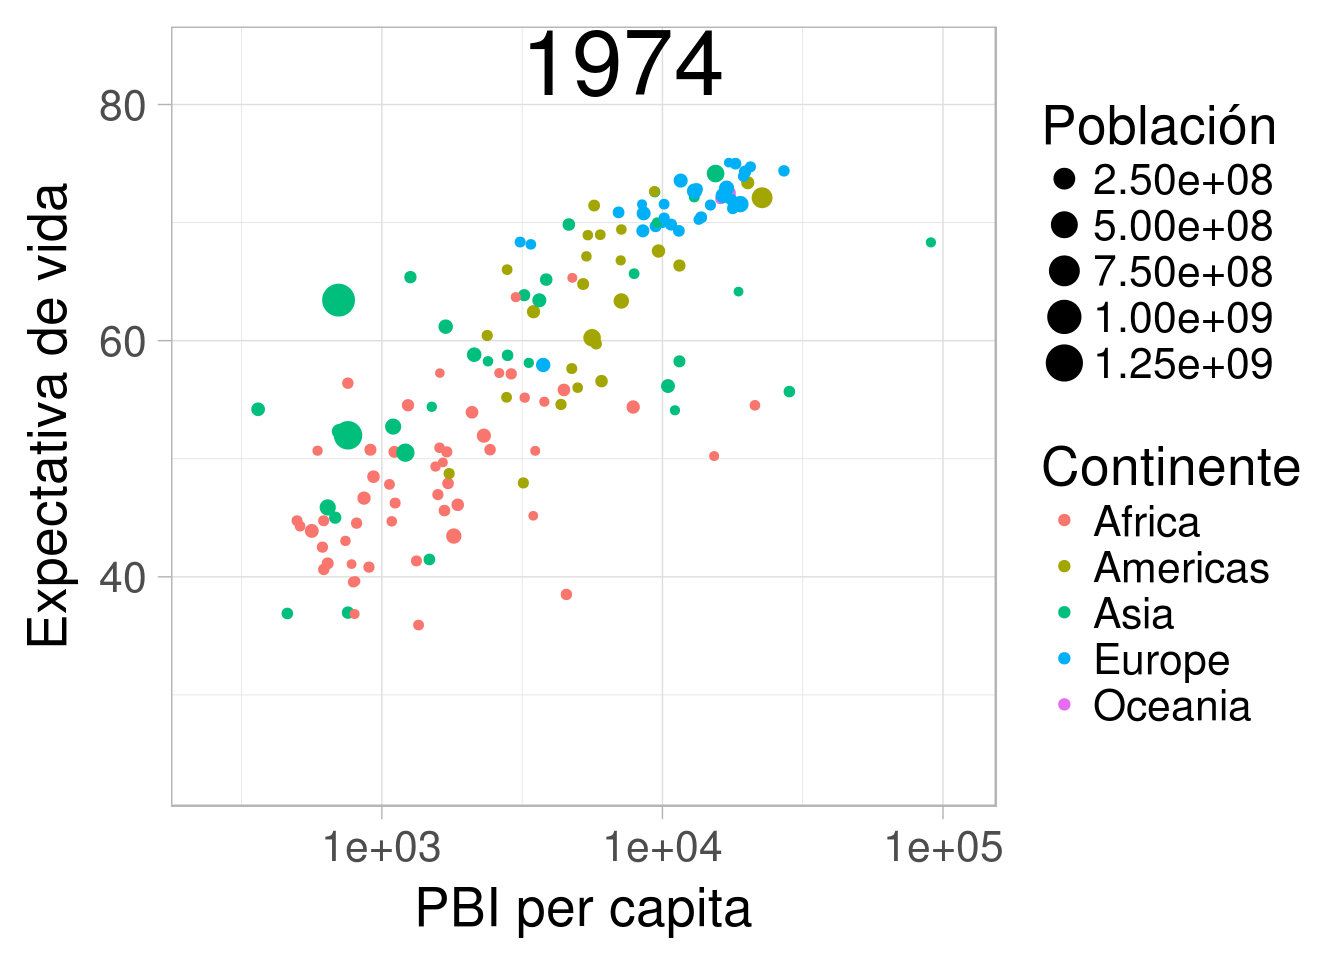 1974
80
60
40
Expectativa de vida
1e+03
1e+04
1e+05
PBI per capita
Población
2.50e+08
5.00e+08
7.50e+08
1.00e+09
1.25e+09
Continente
Africa
Americas
Asia
Europe
Oceania